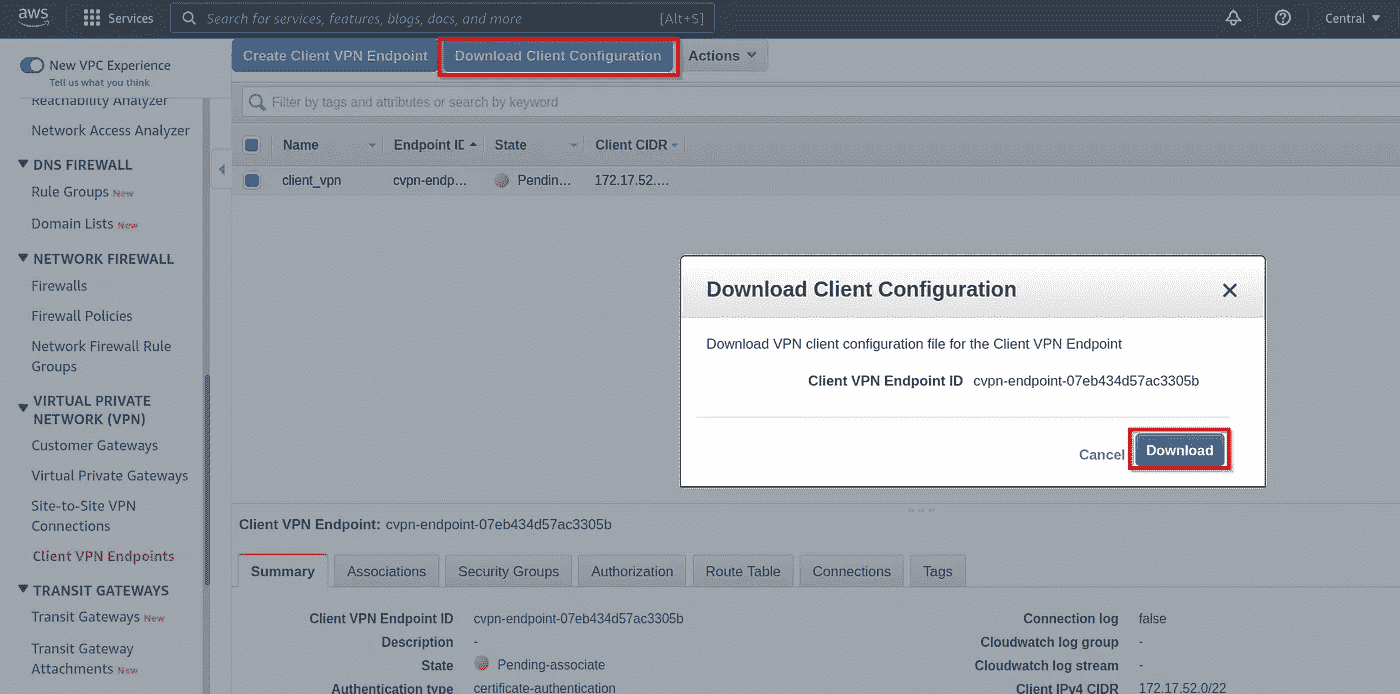 aws
Services
Search for services, features, blogs, docs, and more
[Alt+S]
Central
New VPC Experience
Tell us what you think
Create Client VPN Endpoint
Download Client Configuration
Actions
Reachability Analyzer
Network Access Analyzer
DNS FIREWALL
Rule Groups New
Domain Lists New
NETWORK FIREWALL
Firewalls
Firewall Policies
Network Firewall Rule
Groups
VIRTUAL PRIVATE
NETWORK (VPN)
Customer Gateways
Virtual Private Gateways
Site-to-Site VPN
Connections
Client VPN Endpoints
TRANSIT GATEWAYS
Transit Gateways New
Transit Gateway
Attachments New
Filter by tags and attributes or search by keyword
Name Endpoint ID State Client CIDR
client_vpn cvpn-endp... Pendin... 172.17.52....
Download Client Configuration
Download VPN client configuration file for the Client VPN Endpoint
Client VPN Endpoint ID cvpn-endpoint-07eb434d57ac3305b
Cancel Download
Client VPN Endpoint: cvpn-endpoint-07eb434d57ac3305b
Summary Associations Security Groups Authorization Route Table Connections Tags
Client VPN Endpoint ID cvpn-endpoint-07eb434d57ac3305b Connection log false
Description - Cloudwatch log group -
State Pending-associate Cloudwatch log stream -
Authentication type certificate-authentication Client IPv4 CIDR 172.17.52.0/22